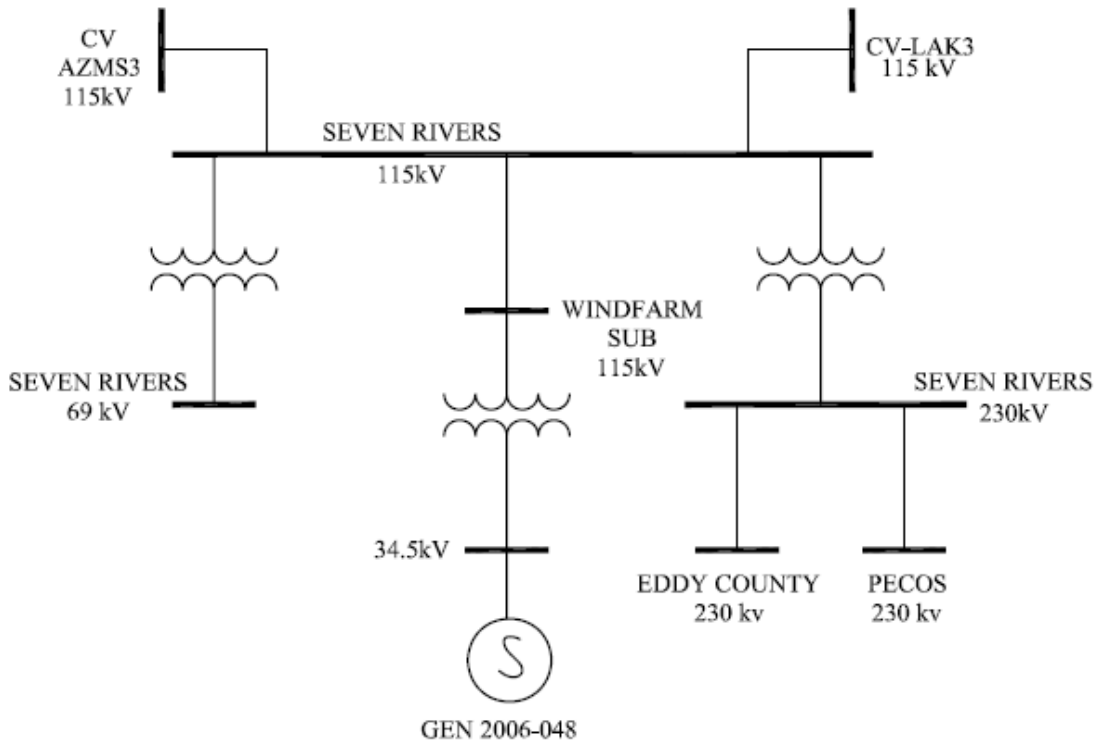 CV
AZMS3
115kV
CV-LAK3
115 kV
SEVEN RIVERS
115kV
WINDFARM
SUB
115kV
SEVEN RIVERS
69 kV
SEVEN RIVERS
230kV
34.5kV
EDDY COUNTY
230 kv
PECOS
230 kv
S
GEN 2006-048